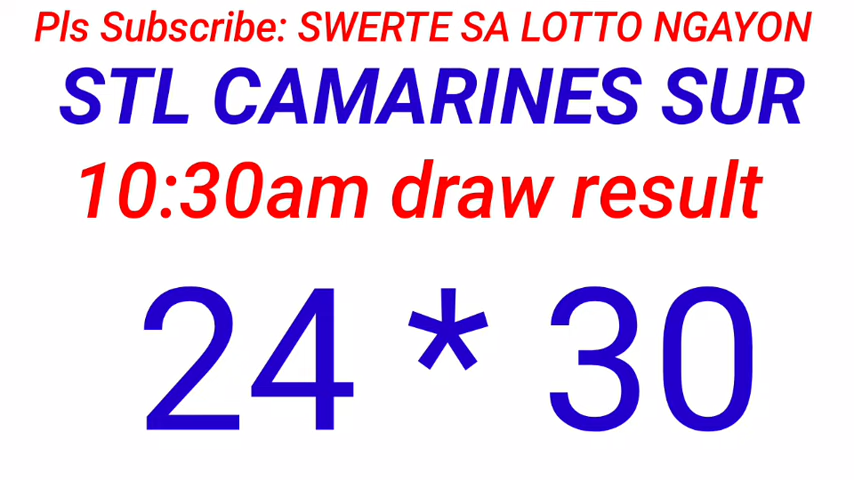 Pls Subscribe: SWERTE SA LOTTO NGAYON
STL CAMARINES SUR
10:30am draw result
24 * 30